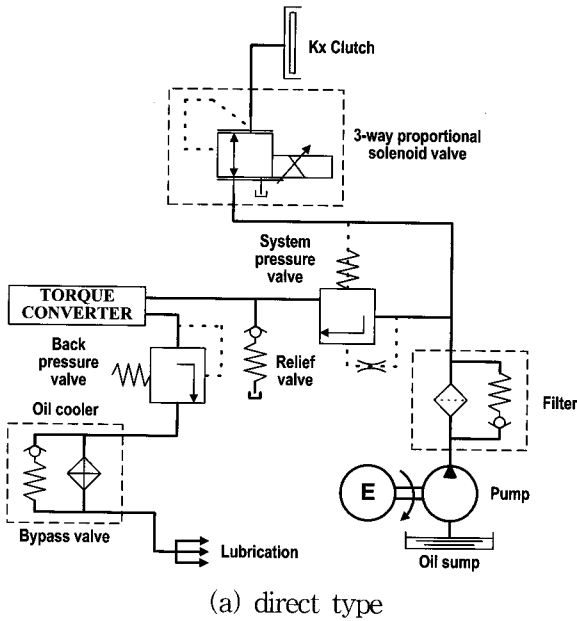 Kx Clutch
3-way proportional
solenoid valve
System
pressure
valve
TORQUE
CONVERTER
Back
pressure
valve
Relief
valve
Oil cooler
Filter
E
Pump
Bypass valve
Lubrication
Oil sump
(a) direct type